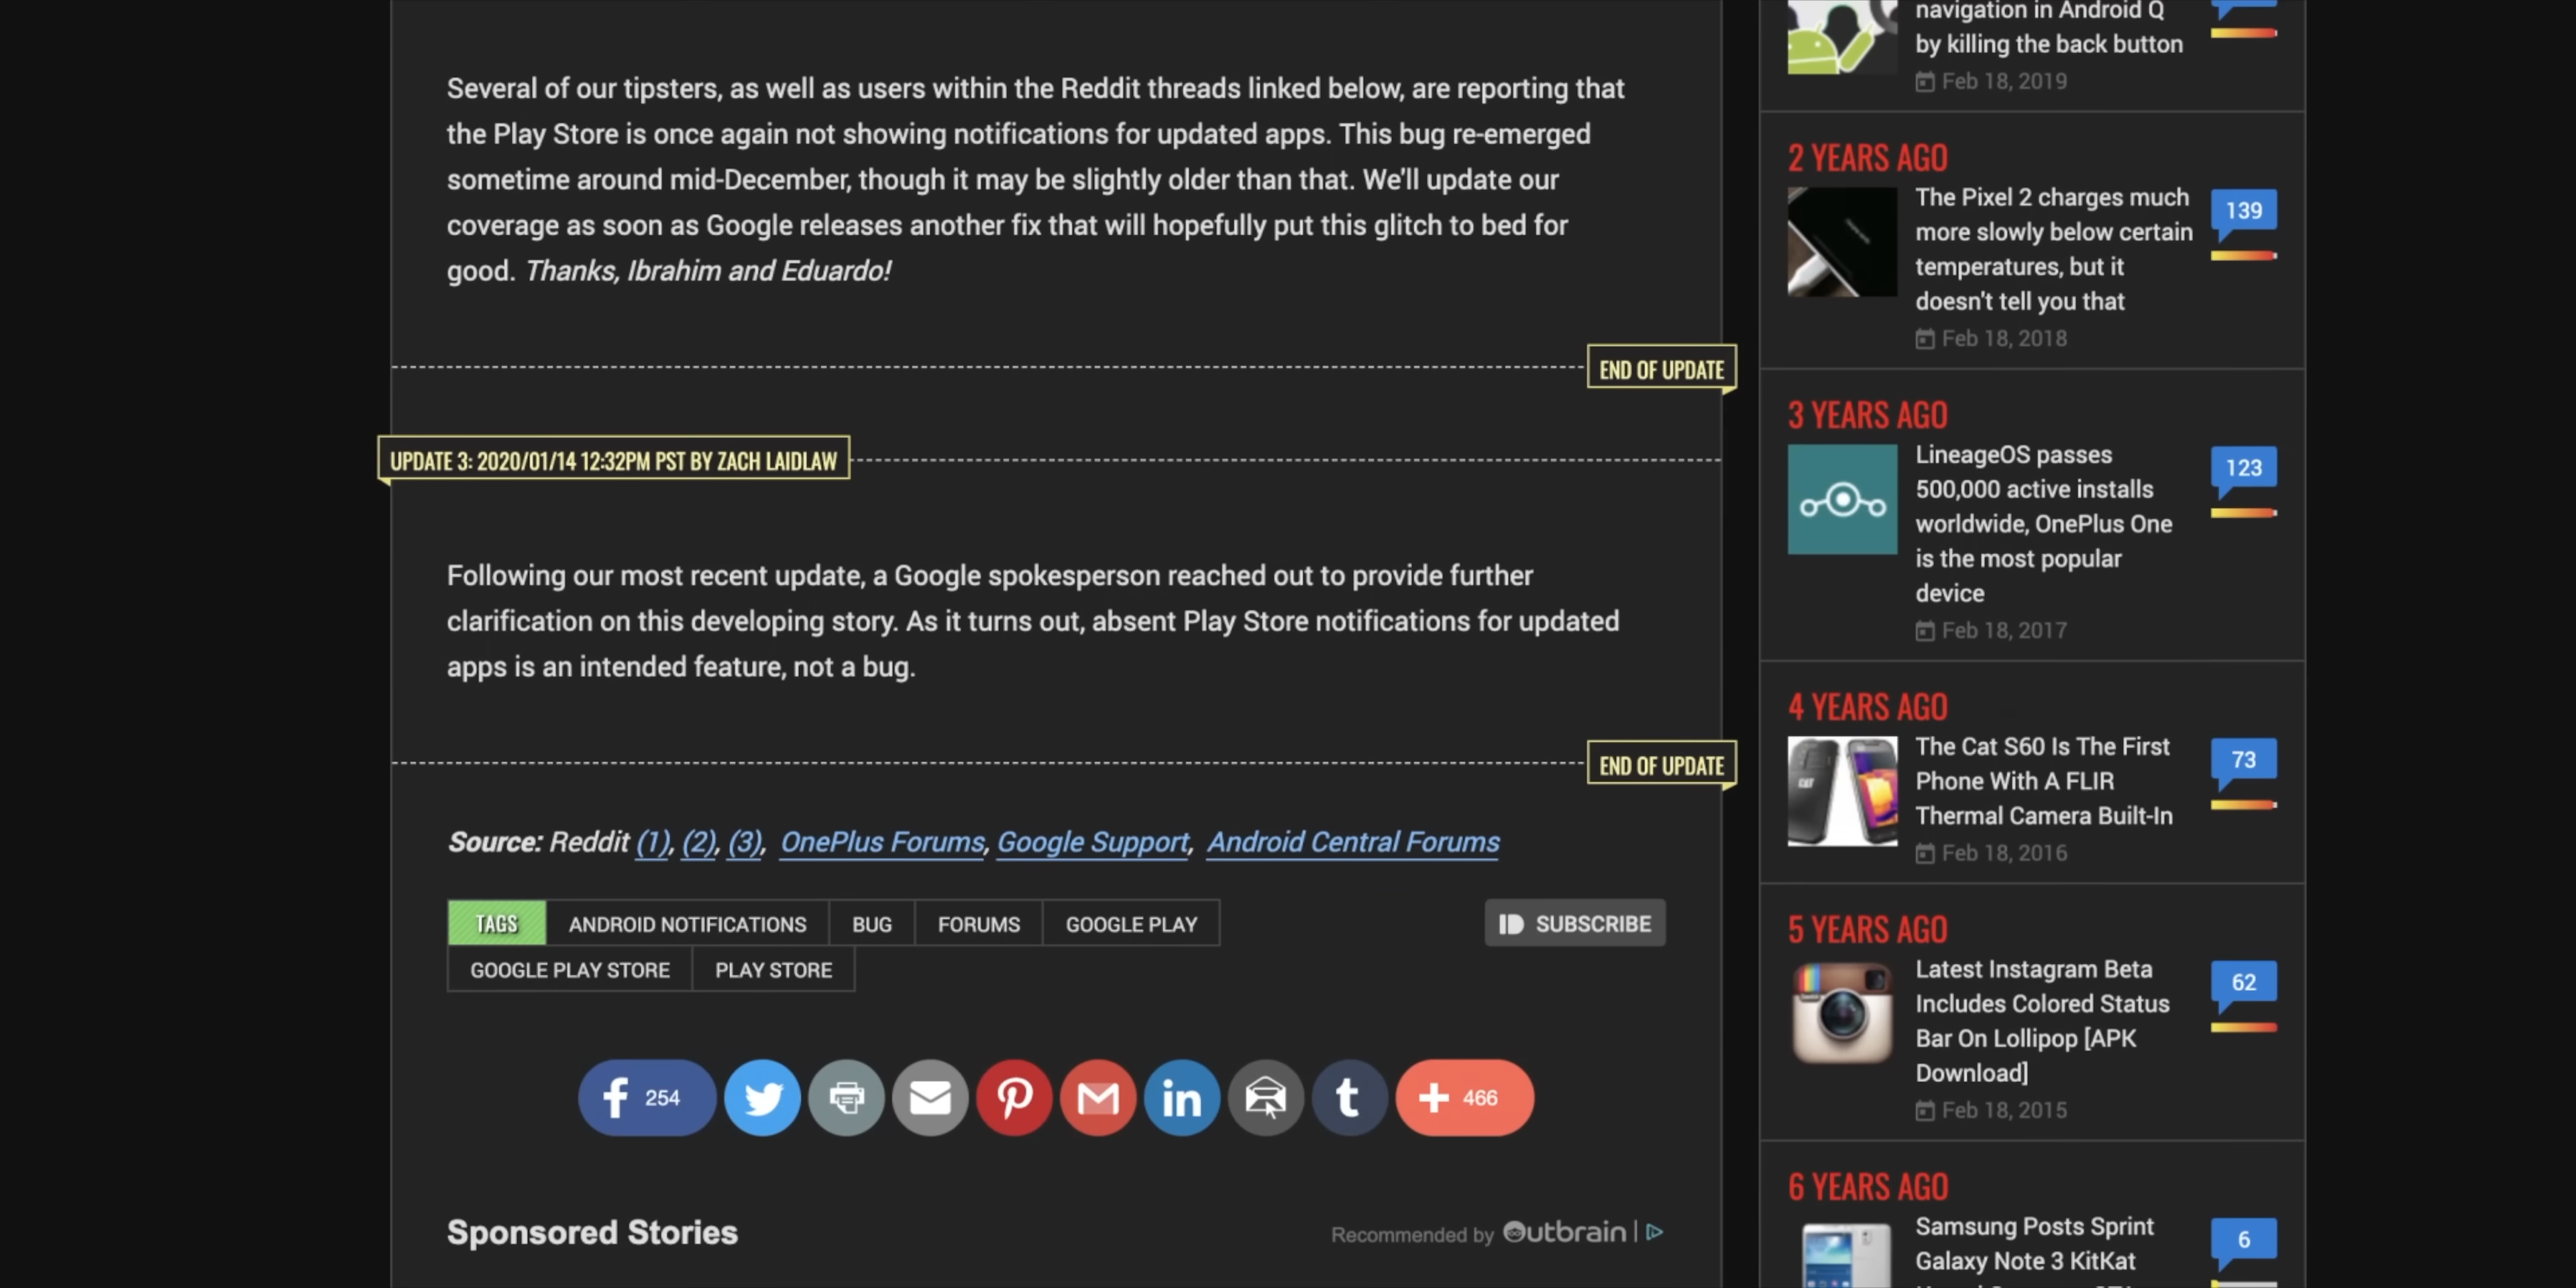 Several of our tipsters, as well as users within the Reddit threads linked below, are reporting that
the Play Store is once again not showing notifications for updated apps. This bug re-emerged
sometime around mid-December, though it may be slightly older than that. We'll update our
coverage as soon as Google releases another fix that will hopefully put this glitch to bed for
good. Thanks, Ibrahim and Eduardo!
END OF UPDATE
UPDATE 3: 2020/01/14 12:32PM PST BY ZACH LAIDLAW
Following our most recent update, a Google spokesperson reached out to provide further
clarification on this developing story. As it turns out, absent Play Store notifications for updated
apps is an intended feature, not a bug.
END OF UPDATE
Source: Reddit (1), (2), (3), OnePlus Forums, Google Support, Android Central Forums
TAGS ANDROID NOTIFICATIONS BUG FORUMS GOOGLE PLAY
GOOGLE PLAY STORE PLAY STORE
SUBSCRIBE
254
466
Sponsored Stories
Recommended by Outbrain
navigation in Android Q
by killing the back button
Feb 18, 2019
2 YEARS AGO
The Pixel 2 charges much
more slowly below certain
temperatures, but it
doesn't tell you that
139
Feb 18, 2018
3 YEARS AGO
LineageOS passes
500,000 active installs
worldwide, OnePlus One
is the most popular
device
123
Feb 18, 2017
4 YEARS AGO
The Cat S60 Is The First
Phone With A FLIR
Thermal Camera Built-In
73
Feb 18, 2016
5 YEARS AGO
Latest Instagram Beta
Includes Colored Status
Bar On Lollipop [APK
Download]
62
Feb 18, 2015
6 YEARS AGO
Samsung Posts Sprint
Galaxy Note 3 KitKat
6